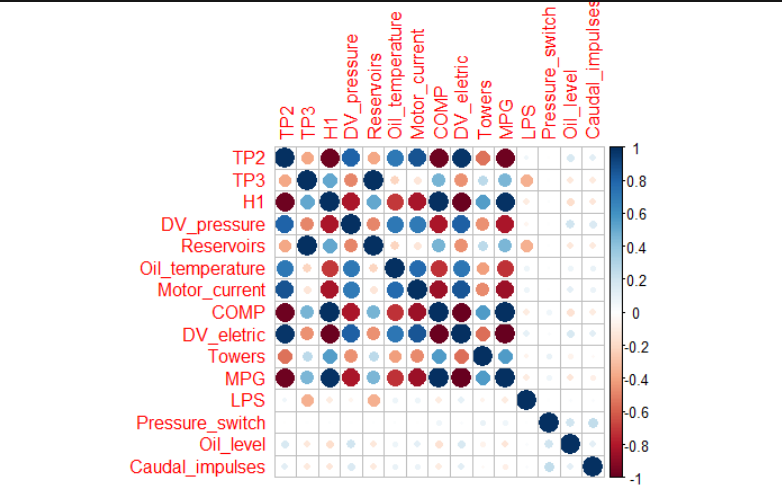 TP2
TP3
H1
DV_pressure
Reservoirs
Oil_temperature
Motor_current
COMP
DV_eletric
Towers
MPG
LPS
Pressure_switch
Oil_level
Caudal_impulses
TP2
TP3
H1
DV_pressure
Reservoirs
Oil_temperature
Motor_current
COMP
DV_eletric
Towers
MPG
LPS
Pressure_switch
Oil_level
Caudal_impulses
1
0.8
0.6
0.4
0.2
0
-0.2
-0.4
-0.6
-0.8
-1